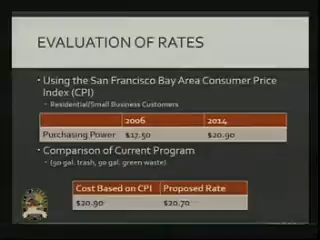 EVALUATION OF RATES
Using the San Francisco Bay Area Consumer Price
Index (CPI)
Residential/Small Business Customers
2006 2014
Purchasing Power $17.50 $20.90
Comparison of Current Program
(50 gal. trash, 90 gal. green waste)
Cost Based on CPI Proposed Rate
$20.90 $20.70